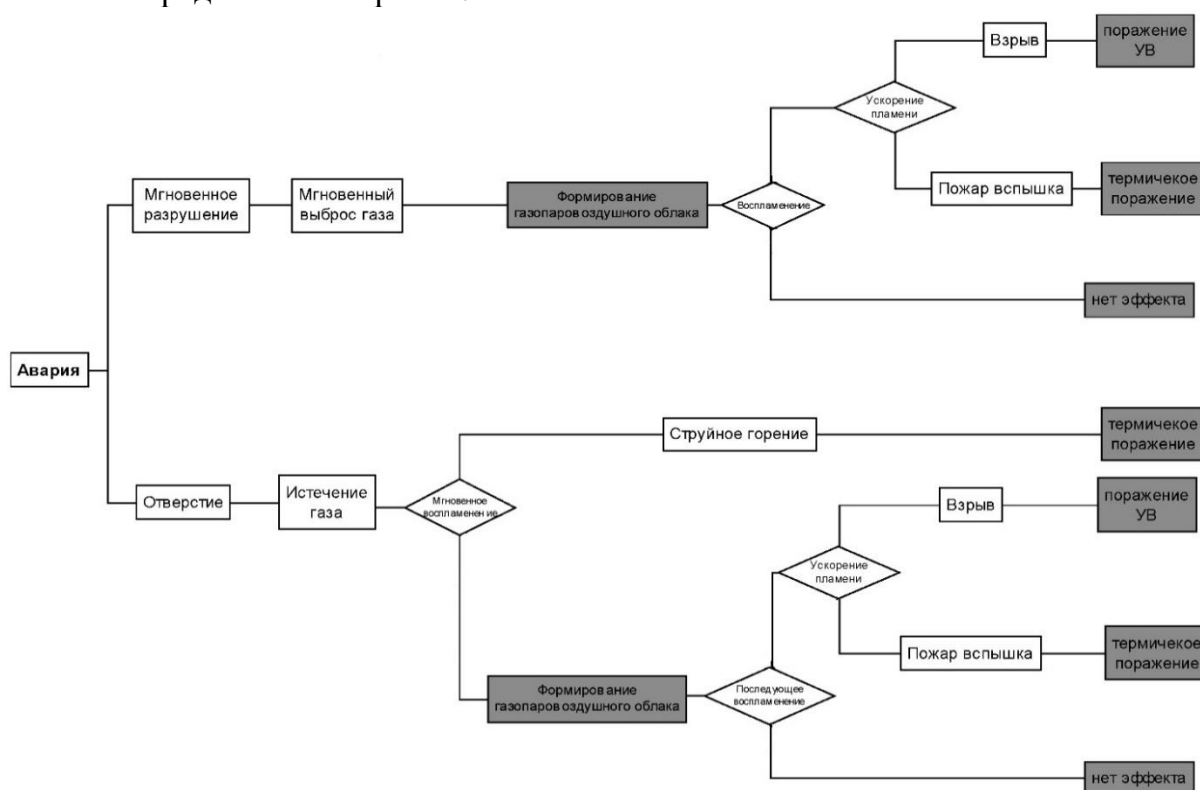 Взрыв
поражение
УВ
Ускорение
пламени
Мгновенное
разрушение
Мгновенный
выброс газа
Формирование
газопаровоздушного облака
Воспламенение
Пожар вспышка
термичекое
поражение
нет эффекта
Авария
Струйное горение
термичекое
поражение
Отверстие
Истечение
газа
Мгновенное
воспламенение
Взрыв
поражение
УВ
Ускорение
пламени
Пожар вспышка
термичекое
поражение
Формирование
газопаровоздушного облака
Последующее
воспламенение
нет эффекта